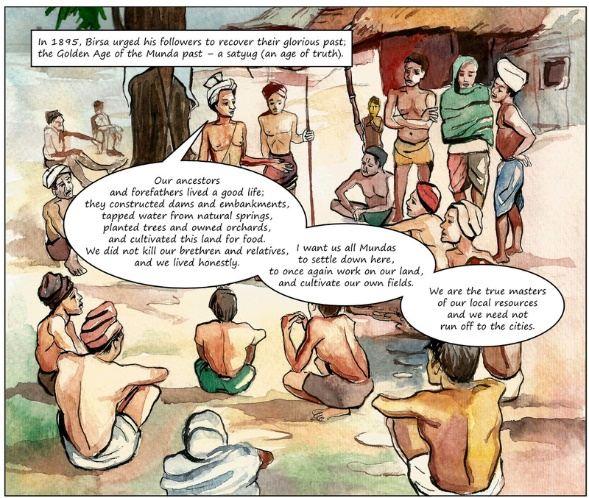 In 1895, Birsa urged his followers to recover their glorious past;
the Golden Age of the Munda past – a satyug (an age of truth).
Our ancestors
and forefathers lived a good life;
they constructed dams and embankments,
tapped water from natural springs,
planted trees and owned orchards,
and cultivated this land for food.
We did not kill our brethren and relatives,
and we lived honestly.
I want us all Mundas
to settle down here,
to once again work on our land,
and cultivate our own fields.
We are the true masters
of our local resources
and we need not
run off to the cities.